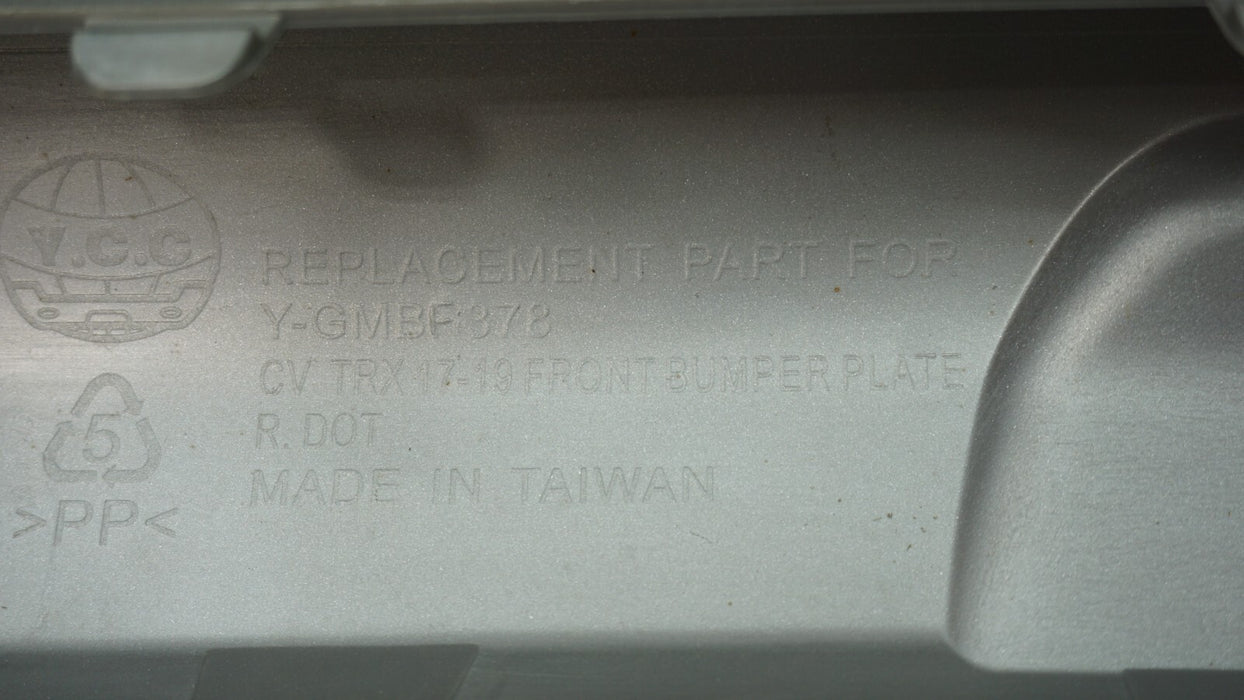 Y.C.C
REPLACEMENT PART FOR
Y-GMBF378
CV TRX 17-19 FRONT BUMPER PLATE
R. DOT
MADE IN TAIWAN
5
>PP<